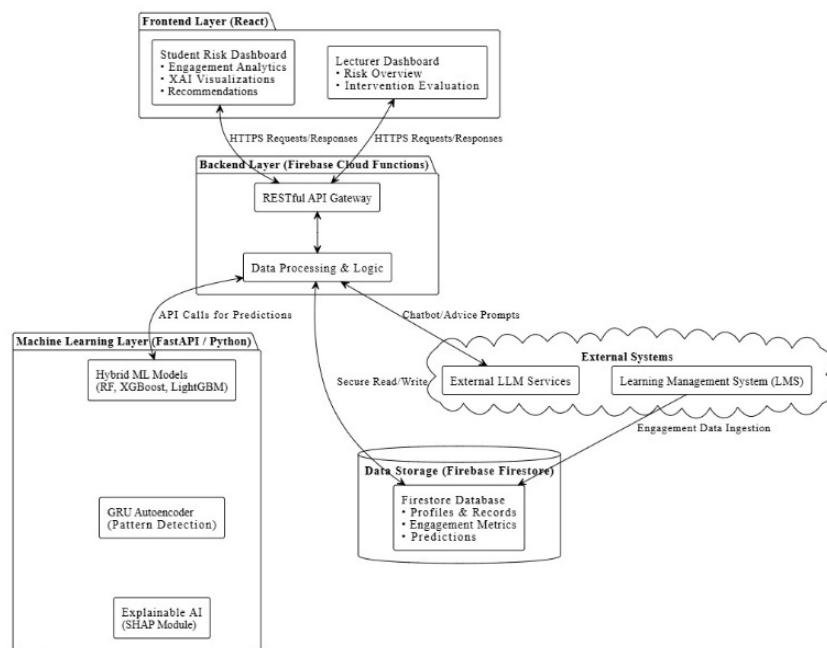 Frontend Layer (React)
Student Risk Dashboard
• Engagement Analytics
• XAI Visualizations
• Recommendations
Lecturer Dashboard
• Risk Overview
• Intervention Evaluation
HTTPS Requests/Responses
HTTPS Requests/Responses
Backend Layer (Firebase Cloud Functions)
RESTful API Gateway
Data Processing & Logic
API Calls for Predictions
Chatbot/Advice Prompts
Machine Learning Layer (FastAPI / Python)
Hybrid ML Models
(RF, XGBoost, LightGBM)
External Systems
External LLM Services
Learning Management System (LMS)
Secure Read/Write
Engagement Data Ingestion
Data Storage (Firebase Firestore)
Firestore Database
• Profiles & Records
• Engagement Metrics
• Predictions
GRU Autoencoder
(Pattern Detection)
Explainable AI
(SHAP Module)